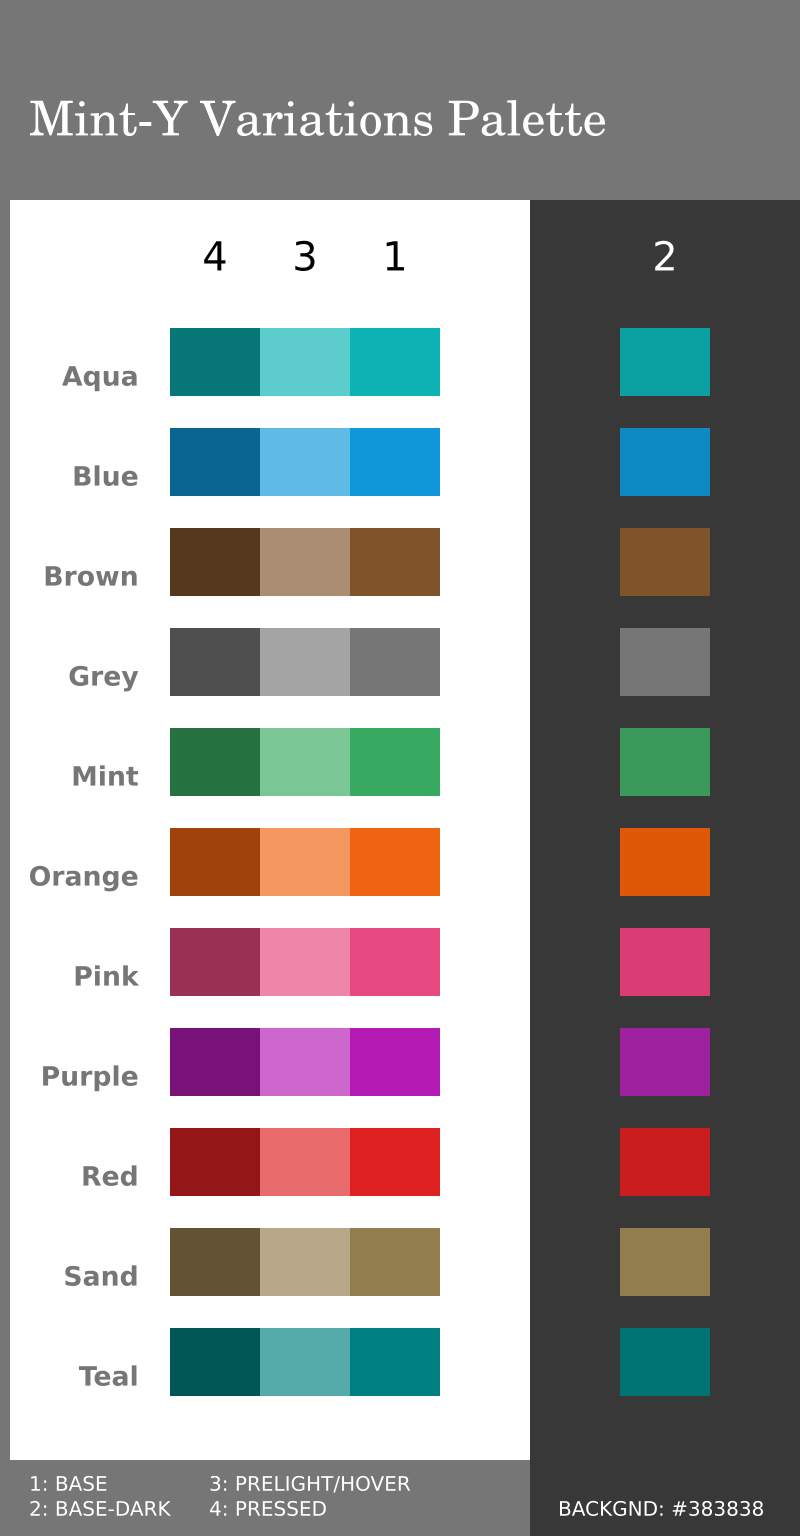 Mint-Y Variations Palette
4 3 1 2
Aqua
Blue
Brown
Grey
Mint
Orange
Pink
Purple
Red
Sand
Teal
1: BASE 3: PRELIGHT/HOVER
2: BASE-DARK 4: PRESSED BACKGND: #383838